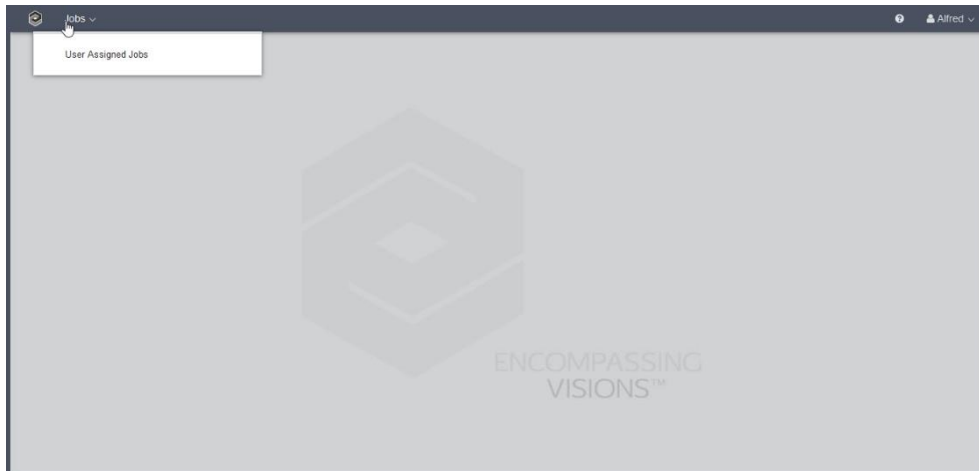 Jobs
Alfred
User Assigned Jobs
ENCOMPASSING
VISIONS™